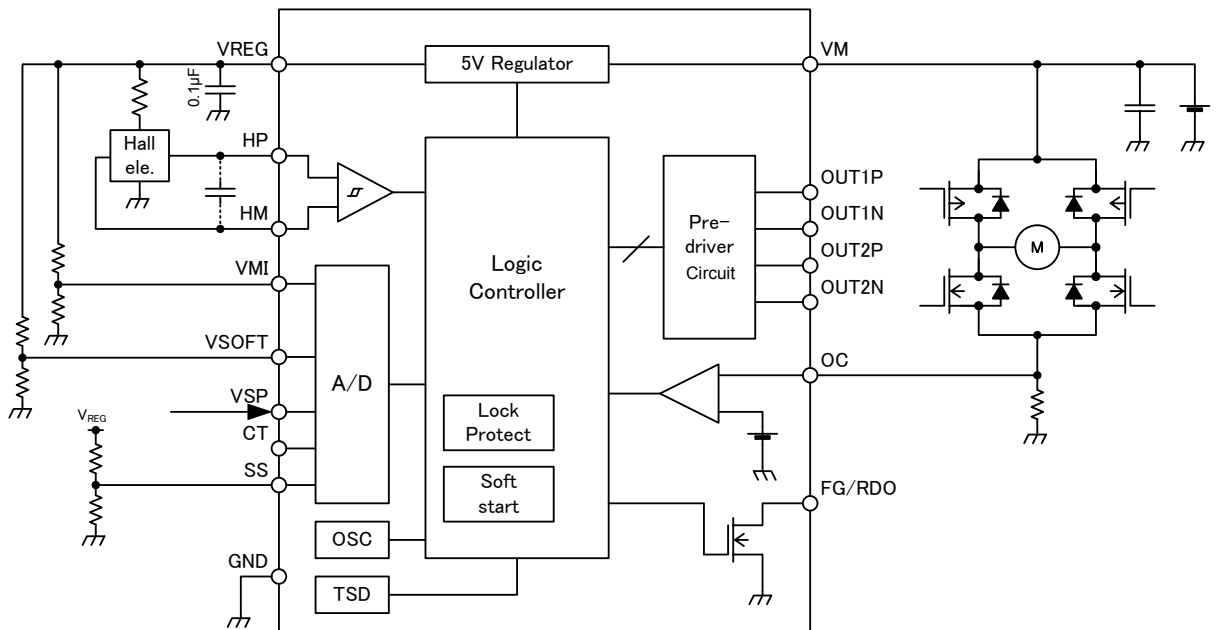 VREG
VM
5V Regulator
0.1μF
Hall
ele.
HP
HM
OUT1P
OUT1N
OUT2P
OUT2N
Pre-
driver
Circuit
Logic
Controller
M
VMI
VSOFT
A/D
OC
VSP
VREG
CT
SS
Lock
Protect
Soft
start
FG/RDO
OSC
GND
TSD